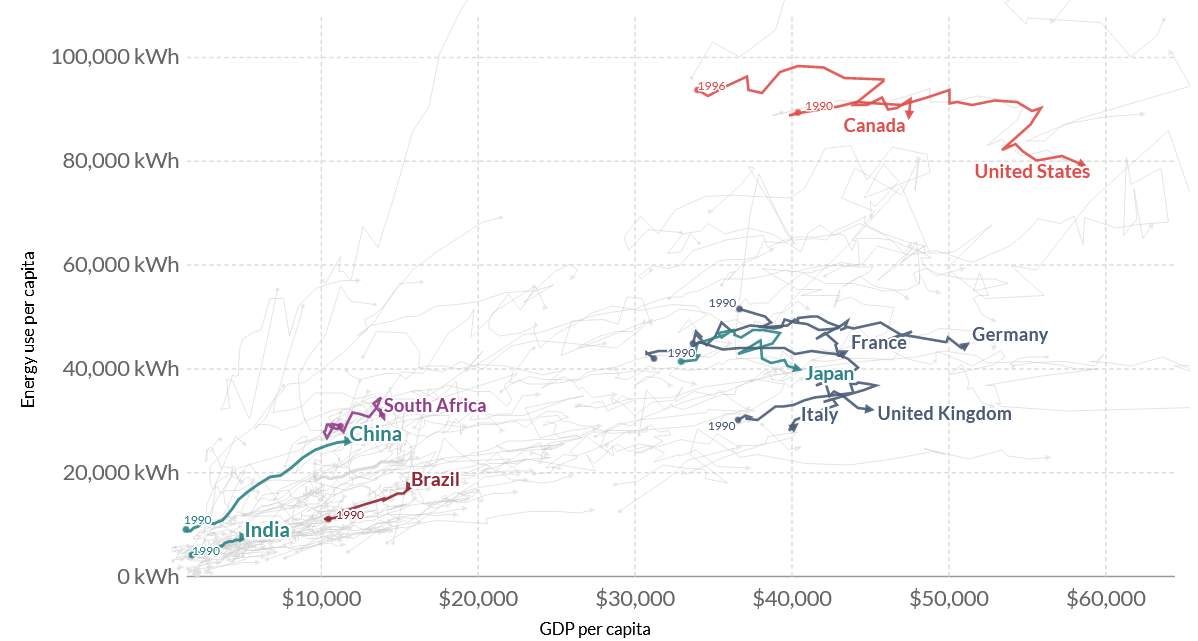 100,000 kWh
80,000 kWh
60,000 kWh
40,000 kWh
20,000 kWh
0 kWh
Energy use per capita
1996
1990
Canada
United States
1990
Germany
France
1990
Japan
United Kingdom
Italy
1990
South Africa
China
Brazil
1990
1990
India
1990
$10,000
$20,000
$30,000
$40,000
$50,000
$60,000
GDP per capita